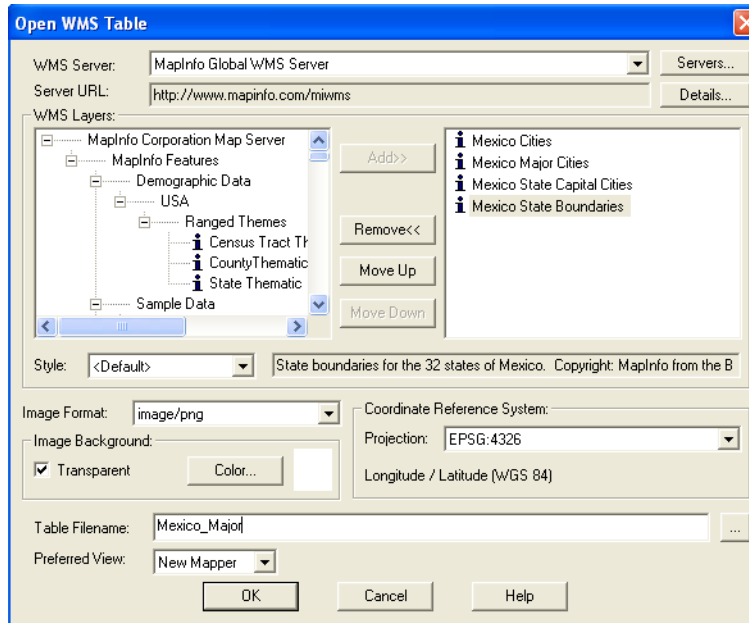 Open WMS Table
WMS Server: MapInfo Global WMS Server Servers...
Server URL: http://www.mapinfo.com/miwms Details...
WMS Layers:
MapInfo Corporation Map Server
MapInfo Features
Demographic Data
USA
Ranged Themes
Census Tract Th
CountyThematic
State Thematic
Sample Data
Add>>
Remove<<
Move Up
Move Down
Mexico Cities
Mexico Major Cities
Mexico State Capital Cities
Mexico State Boundaries
Style: <Default> State boundaries for the 32 states of Mexico. Copyright: MapInfo from the B
Image Format: image/png
Image Background:
Transparent Color...
Coordinate Reference System:
Projection: EPSG:4326
Longitude / Latitude (WGS 84)
Table Filename: Mexico_Major ...
Preferred View: New Mapper
OK Cancel Help